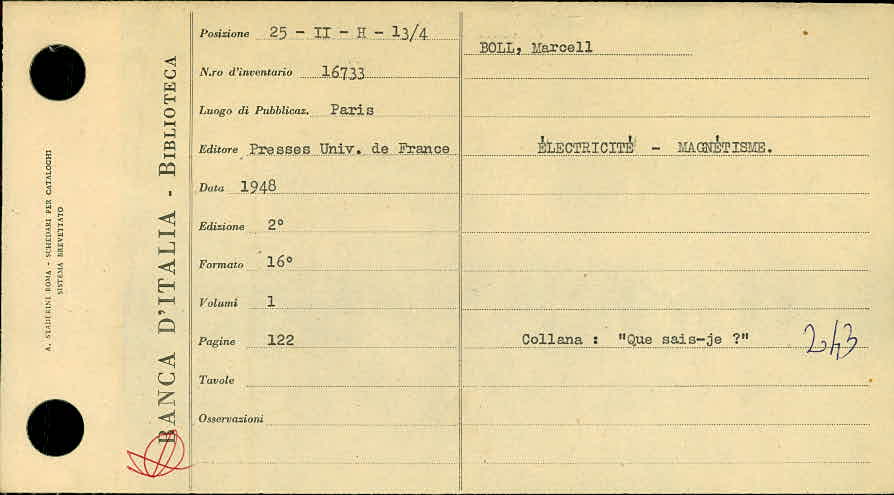 A. STADERINI ROMA - SCHEDARI PER CATALOGHI
SISTEMA BREVETTATO
BANCA D'ITALIA - BIBLIOTECA
Posizione 25 - II - H - 13/4
N.ro d'inventario 16733
Luogo di Pubblicaz. Paris
Editore Presses Univ. de France
Data 1948
Edizione 2°
Formato 16°
Volumi 1
Pagine 122
Tavole
Osservazioni
BOLL, Marcell
ÉLECTRICITÉ - MAGNÉTISME.
Collana : "Que sais-je ?" 243